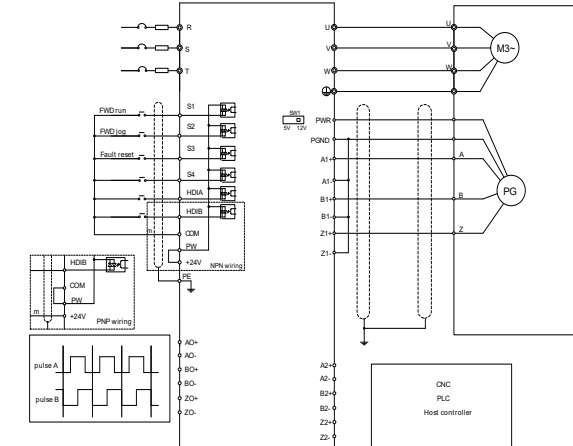 R
S
T
FWD run
FWD jog
Fault reset
S1
S2
S3
S4
HDIA
HDIB
m
COM
PW
+24V
NPN wiring
PE
HDIB
COM
PW
m
+24V
PNP wiring
pulse A
pulse B
AO+
AO-
BO+
BO-
ZO+
ZO-
U
V
W
SW1
5V 12V
PWR
PGND
A1+
A1-
B1+
B1-
Z1+
Z1-
A2+
A2-
B2+
B2-
Z2+
Z2-
U
V
W
M3~
A
B
Z
PG
CNC
PLC
Host controller